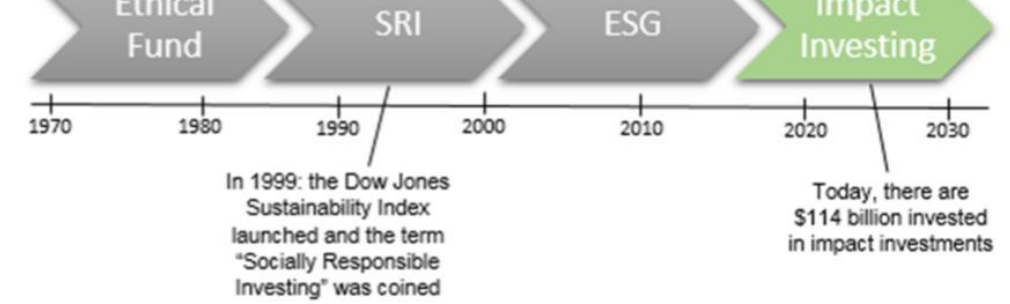 Ethical
Fund
SRI
ESG
Impact
Investing
1970
1980
1990
2000
2010
2020
2030
In 1999: the Dow Jones
Sustainability Index
launched and the term
“Socially Responsible
Investing” was coined
Today, there are
$114 billion invested
in impact investments